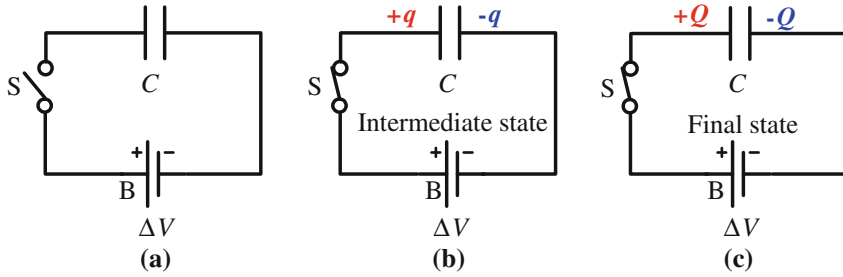 +q -q
+Q -Q
S C
S C
S C
Intermediate state
Final state
+ −
+ −
+ −
B
B
B
ΔV
ΔV
ΔV
(a)
(b)
(c)